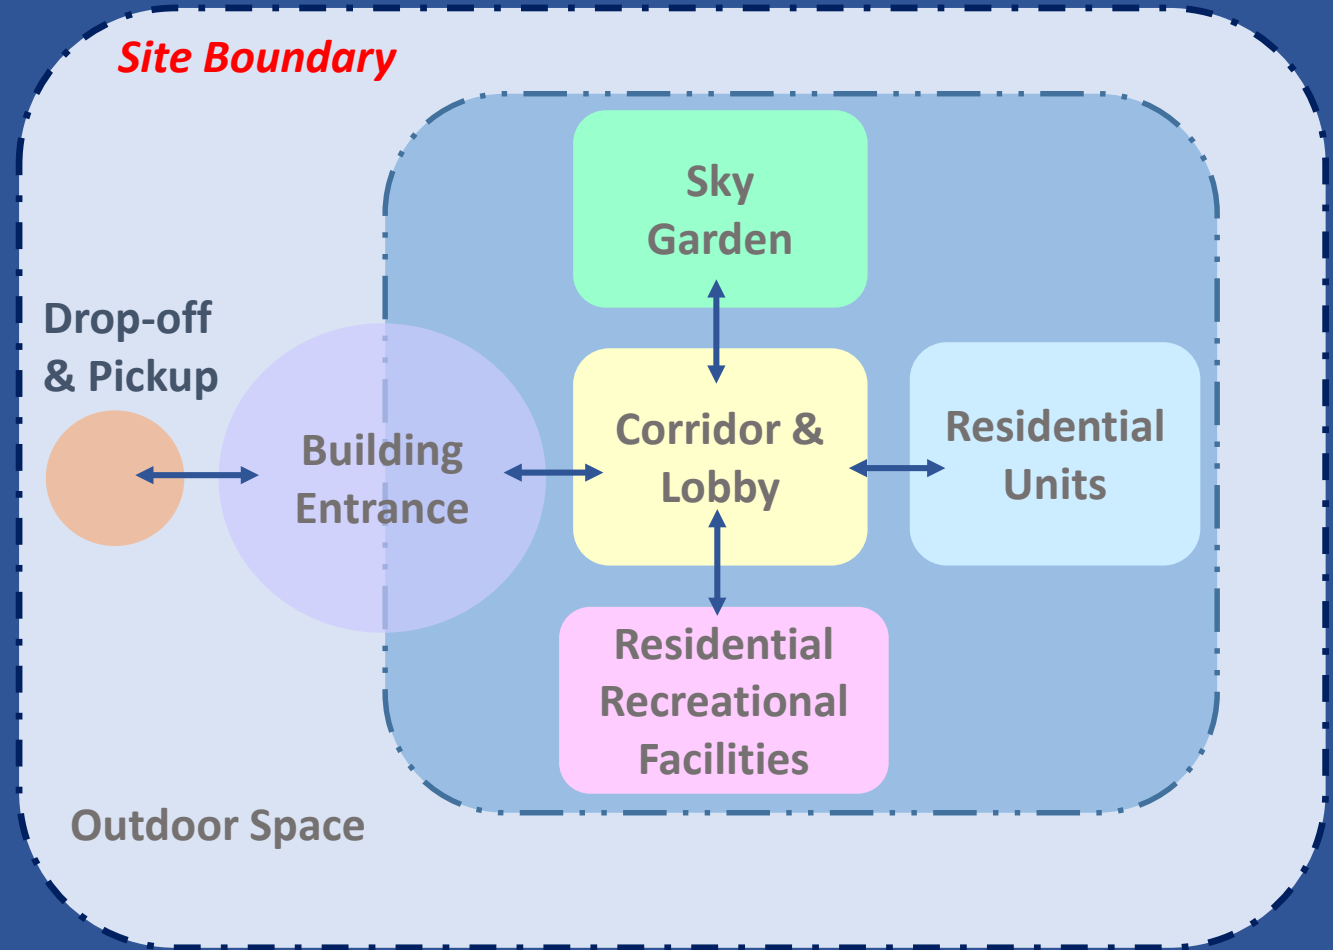 Site Boundary
Sky
Garden
Drop-off
& Pickup
Building
Entrance
Corridor &
Lobby
Residential
Units
Residential
Recreational
Facilities
Outdoor Space